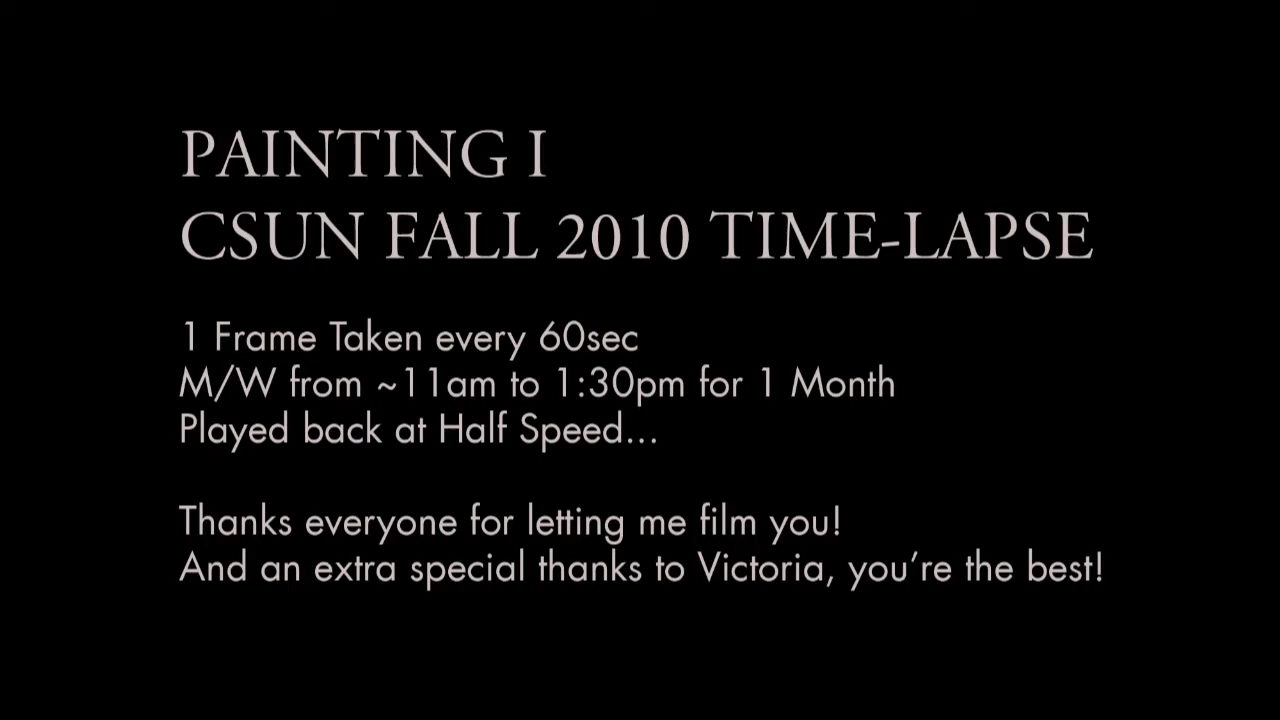 PAINTING I
CSUN FALL 2010 TIME-LAPSE
1 Frame Taken every 60sec
M/W from ~11am to 1:30pm for 1 Month
Played back at Half Speed...
Thanks everyone for letting me film you!
And an extra special thanks to Victoria, you’re the best!